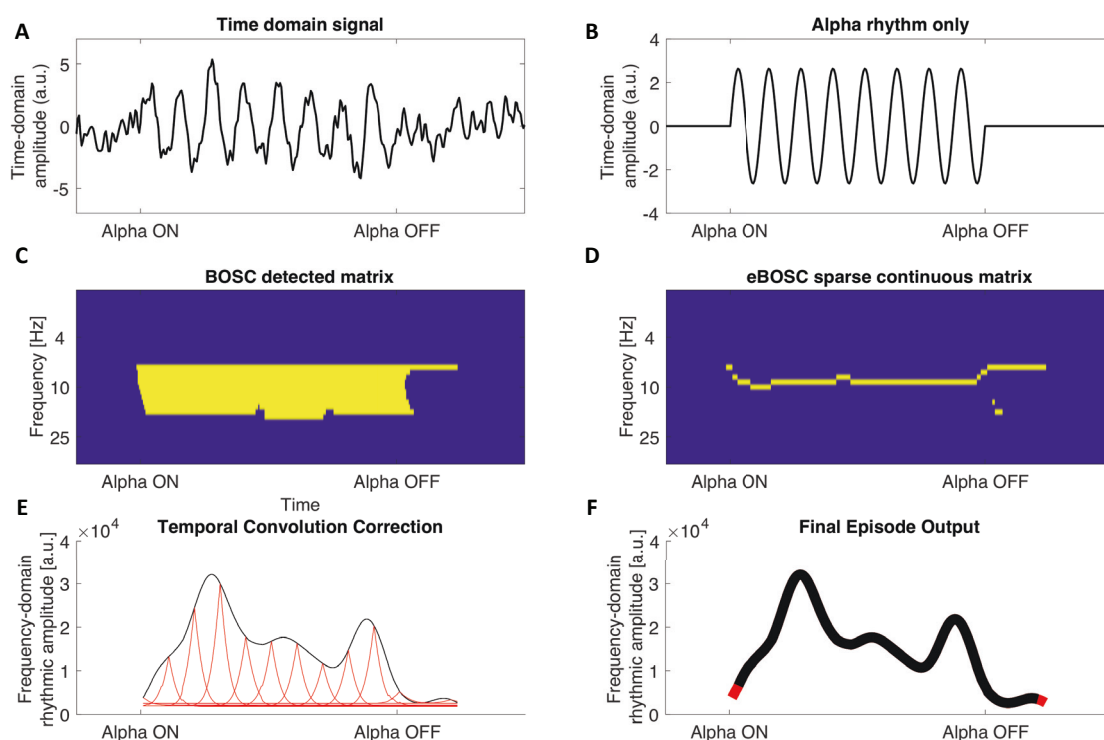 A
Time domain signal
Time-domain
amplitude (a.u.)
5
0
-5
Alpha ON
Alpha OFF
B
Alpha rhythm only
Time-domain
amplitude (a.u.)
4
2
0
-2
-4
Alpha ON
Alpha OFF
C
BOSC detected matrix
Frequency [Hz]
4
10
25
Alpha ON
Alpha OFF
Time
D
eBOSC sparse continuous matrix
Frequency [Hz]
4
10
25
Alpha ON
Alpha OFF
E
Temporal Convolution Correction
×10⁴
Frequency-domain
rhythmic amplitude [a.u.]
4
3
2
1
0
Alpha ON
Alpha OFF
F
Final Episode Output
×10⁴
Frequency-domain
rhythmic amplitude [a.u.]
4
3
2
1
0
Alpha ON
Alpha OFF